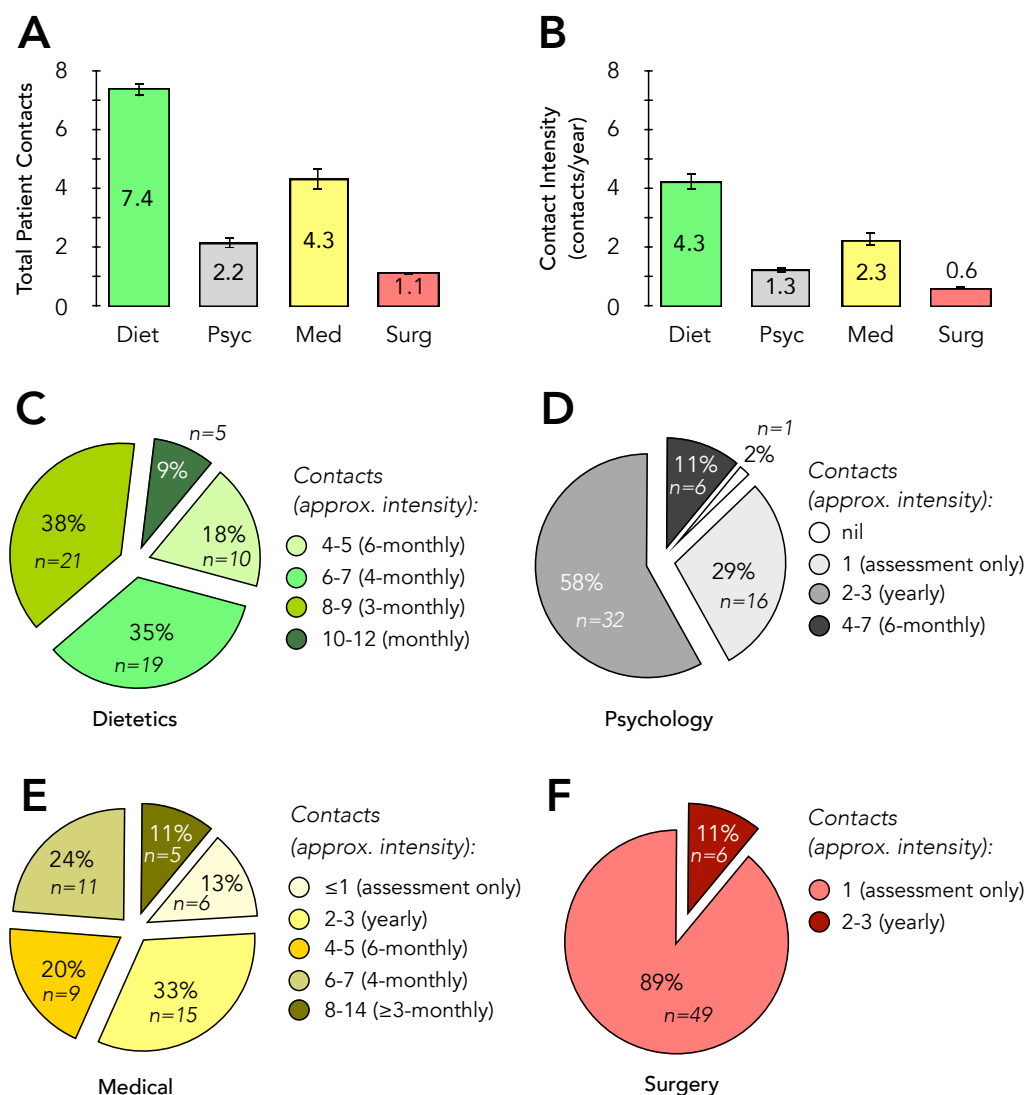 A
Total Patient Contacts
8
6
4
2
0
7.4
2.2
4.3
1.1
Diet Psyc Med Surg
B
Contact Intensity
(contacts/year)
8
6
4
2
0
4.3
1.3
2.3
0.6
Diet Psyc Med Surg
C
n=5
9%
18%
n=10
38%
n=21
35%
n=19
Contacts
(approx. intensity):
4-5 (6-monthly)
6-7 (4-monthly)
8-9 (3-monthly)
10-12 (monthly)
Dietetics
D
n=1
2%
11%
n=6
29%
n=16
58%
n=32
Contacts
(approx. intensity):
nil
1 (assessment only)
2-3 (yearly)
4-7 (6-monthly)
Psychology
E
11%
n=5
13%
n=6
24%
n=11
20%
n=9
33%
n=15
Contacts
(approx. intensity):
≤1 (assessment only)
2-3 (yearly)
4-5 (6-monthly)
6-7 (4-monthly)
8-14 (≥3-monthly)
Medical
F
11%
n=6
89%
n=49
Contacts
(approx. intensity):
1 (assessment only)
2-3 (yearly)
Surgery